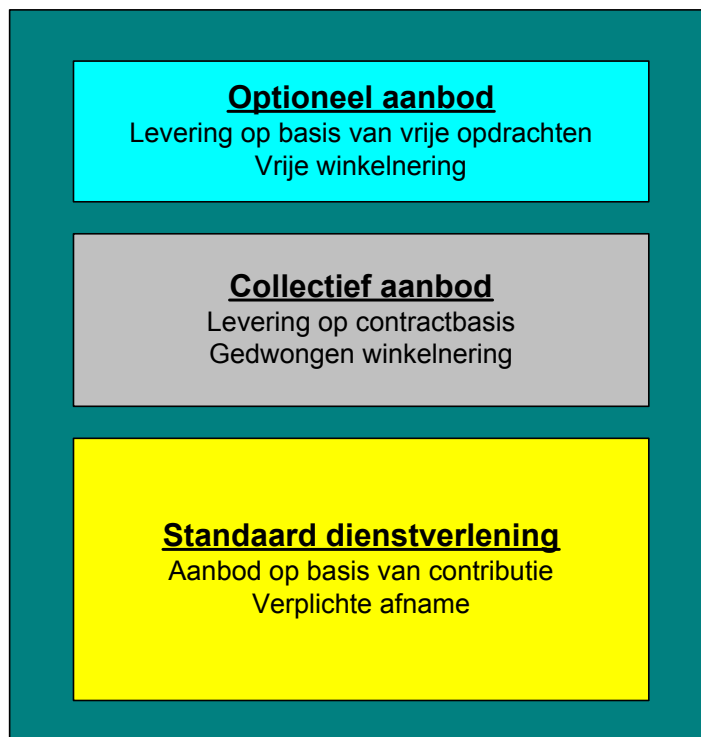 Optioneel aanbod
Levering op basis van vrije opdrachten
Vrije winkelnering
Collectief aanbod
Levering op contractbasis
Gedwongen winkelnering
Standaard dienstverlening
Aanbod op basis van contributie
Verplichte afname